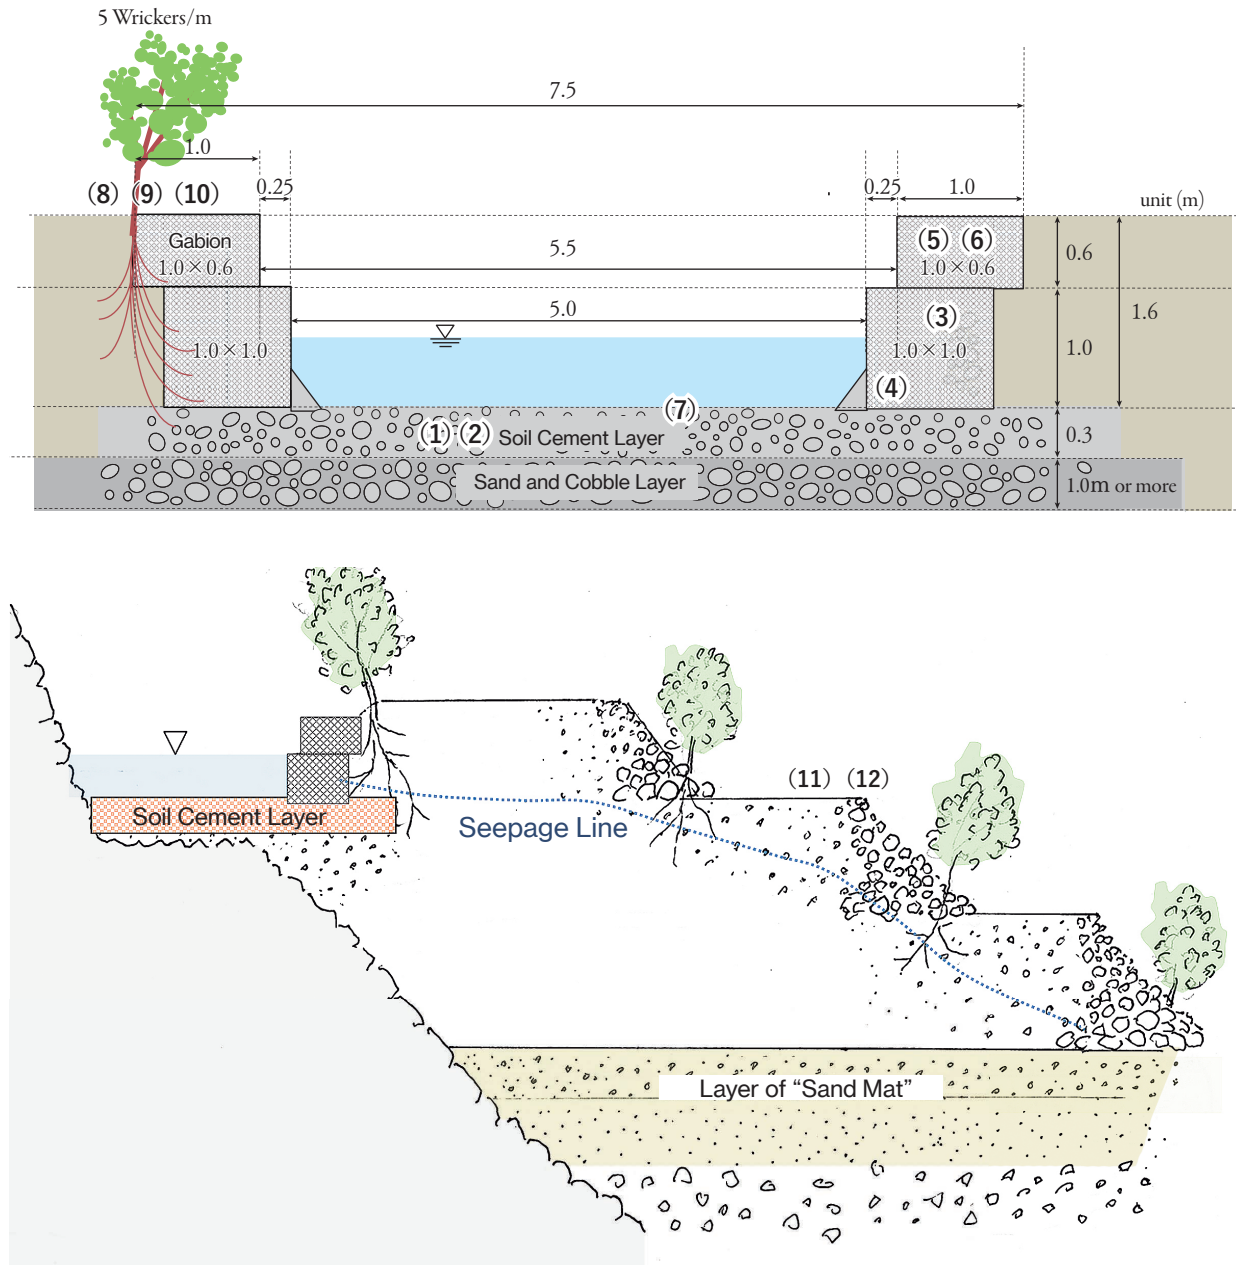 5 Wrickers/m
7.5
1.0
0.25
0.25
1.0
(8) (9) (10)
unit (m)
Gabion
1.0×0.6
5.5
(5) (6)
1.0×0.6
0.6
5.0
(3)
1.6
1.0×1.0
1.0×1.0
1.0
(4)
(7)
(1) (2)
Soil Cement Layer
0.3
Sand and Cobble Layer
1.0m or more
(11) (12)
Soil Cement Layer
Seepage Line
Layer of “Sand Mat”